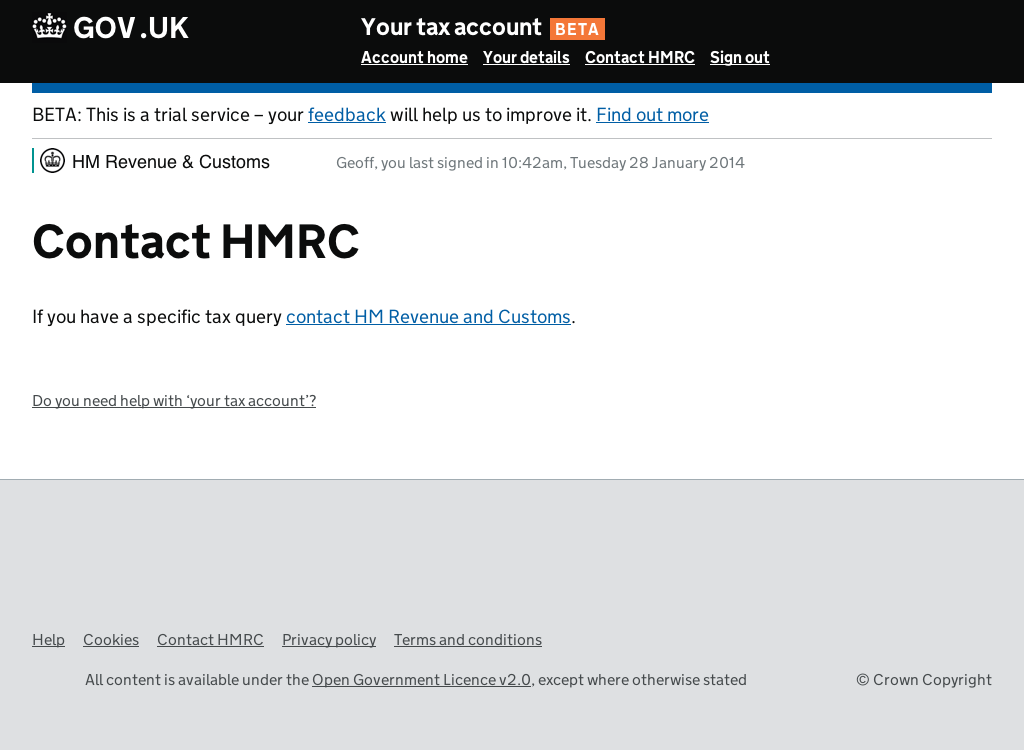 GOV.UK
Your tax account BETA
Account home Your details Contact HMRC Sign out
BETA: This is a trial service – your feedback will help us to improve it. Find out more
HM Revenue & Customs
Geoff, you last signed in 10:42am, Tuesday 28 January 2014
Contact HMRC
If you have a specific tax query contact HM Revenue and Customs.
Do you need help with ‘your tax account’?
Help Cookies Contact HMRC Privacy policy Terms and conditions
All content is available under the Open Government Licence v2.0, except where otherwise stated
© Crown Copyright